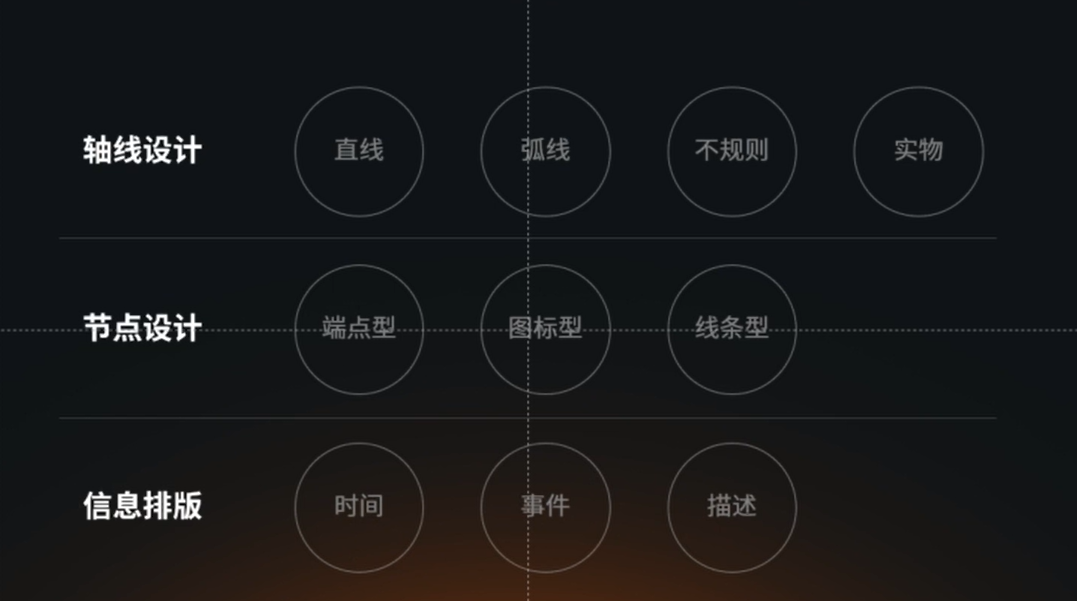 轴线设计 直线 弧线 不规则 实物
节点设计 端点型 图标型 线条型
信息排版 时间 事件 描述